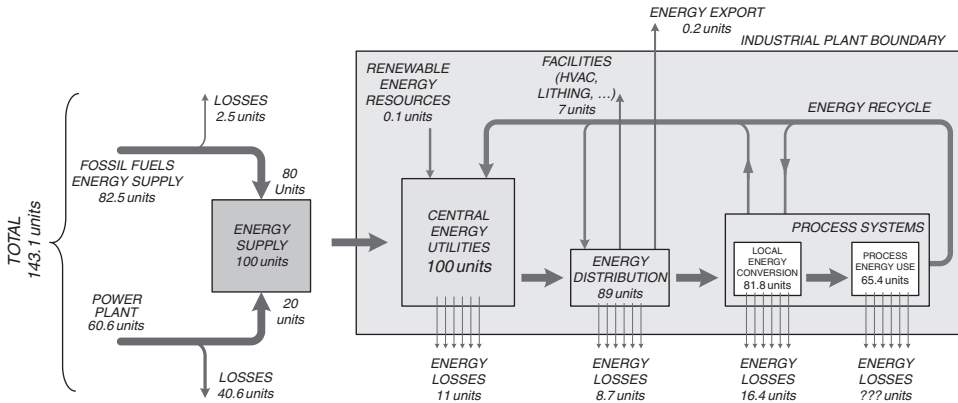 ENERGY EXPORT
0.2 units
INDUSTRIAL PLANT BOUNDARY
RENEWABLE
ENERGY
RESOURCES
0.1 units
FACILITIES
(HVAC,
LITHING, ...)
7 units
ENERGY RECYCLE
LOSSES
2.5 units
FOSSIL FUELS
ENERGY SUPPLY
82.5 units
80
Units
TOTAL
143.1 units
ENERGY
SUPPLY
100 units
CENTRAL
ENERGY
UTILITIES
100 units
ENERGY
DISTRIBUTION
89 units
PROCESS SYSTEMS
LOCAL
ENERGY
CONVERSION
81.8 units
PROCESS
ENERGY USE
65.4 units
POWER
PLANT
60.6 units
20
units
LOSSES
40.6 units
ENERGY
LOSSES
11 units
ENERGY
LOSSES
8.7 units
ENERGY
LOSSES
16.4 units
ENERGY
LOSSES
??? units